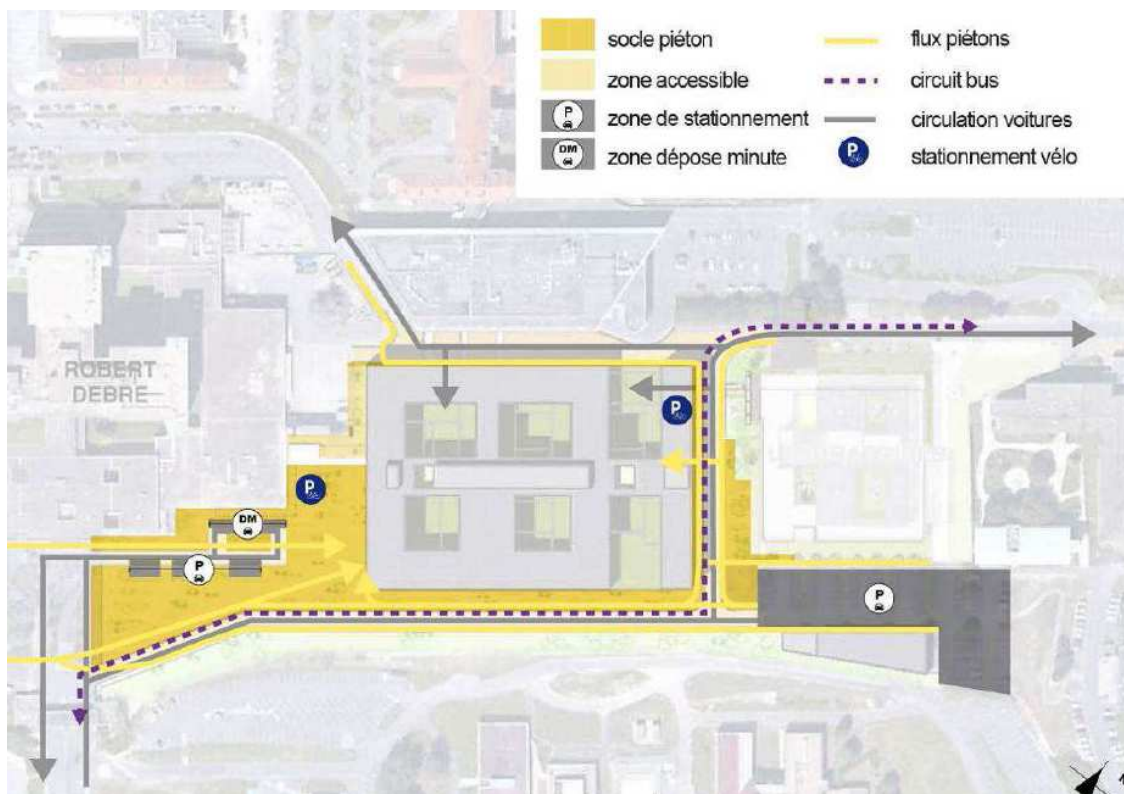 socle piéton
flux piétons
zone accessible
circuit bus
P
zone de stationnement
circulation voitures
DM
zone dépose minute
P
stationnement vélo
ROBERT
DEBRE
P
P
DM
P
P